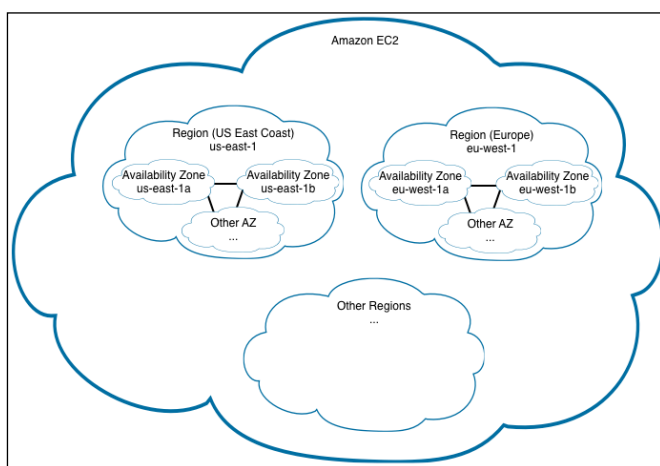 Amazon EC2
Region (US East Coast)
us-east-1
Availability Zone
us-east-1a
Availability Zone
us-east-1b
Other AZ
...
Region (Europe)
eu-west-1
Availability Zone
eu-west-1a
Availability Zone
eu-west-1b
Other AZ
...
Other Regions
...